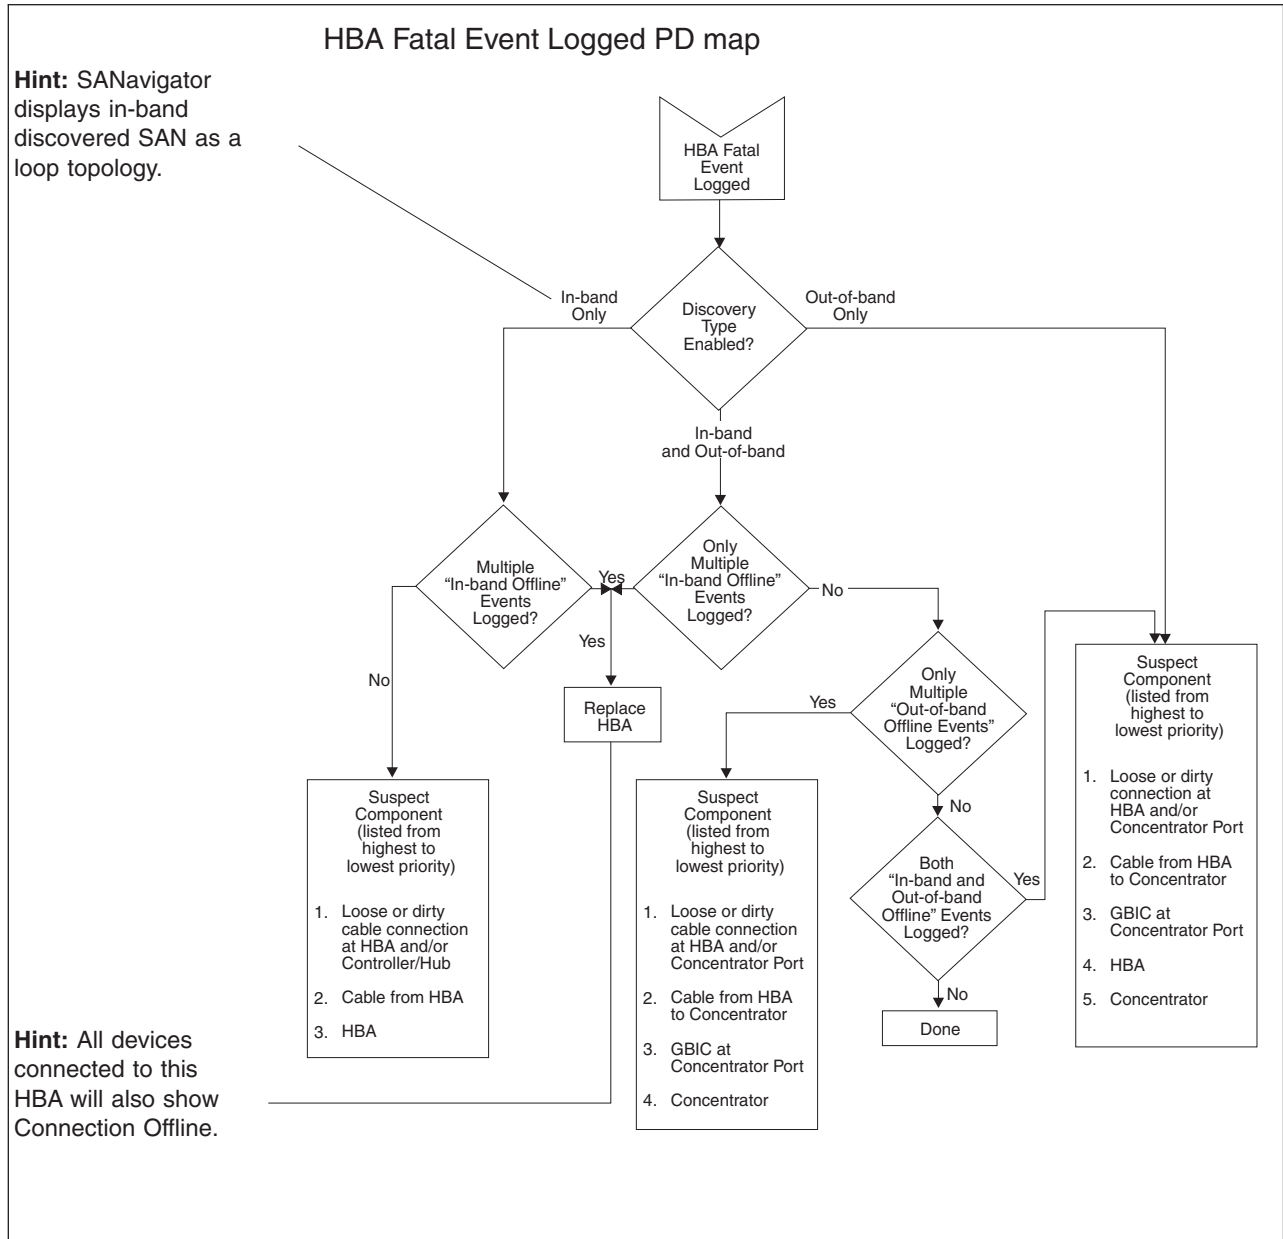 HBA Fatal Event Logged PD map
Hint: SANavigator
displays in-band
discovered SAN as a
loop topology.
HBA Fatal
Event
Logged
In-band
Only
Discovery
Type
Enabled?
Out-of-band
Only
In-band
and Out-of-band
Multiple
“In-band Offline”
Events
Logged?
Yes
Only
Multiple
“In-band Offline”
Events
Logged?
No
Yes
No
Replace
HBA
Yes
Only
Multiple
“Out-of-band
Offline Events”
Logged?
No
Both
“In-band and
Out-of-band
Offline” Events
Logged?
Yes
No
Done
Suspect
Component
(listed from
highest to
lowest priority)
1. Loose or dirty
cable connection
at HBA and/or
Controller/Hub
2. Cable from HBA
3. HBA
Suspect
Component
(listed from
highest to
lowest priority)
1. Loose or dirty
cable connection
at HBA and/or
Concentrator Port
2. Cable from HBA
to Concentrator
3. GBIC at
Concentrator Port
4. Concentrator
Suspect
Component
(listed from
highest to
lowest priority)
1. Loose or dirty
connection at
HBA and/or
Concentrator Port
2. Cable from HBA
to Concentrator
3. GBIC at
Concentrator Port
4. HBA
5. Concentrator
Hint: All devices
connected to this
HBA will also show
Connection Offline.